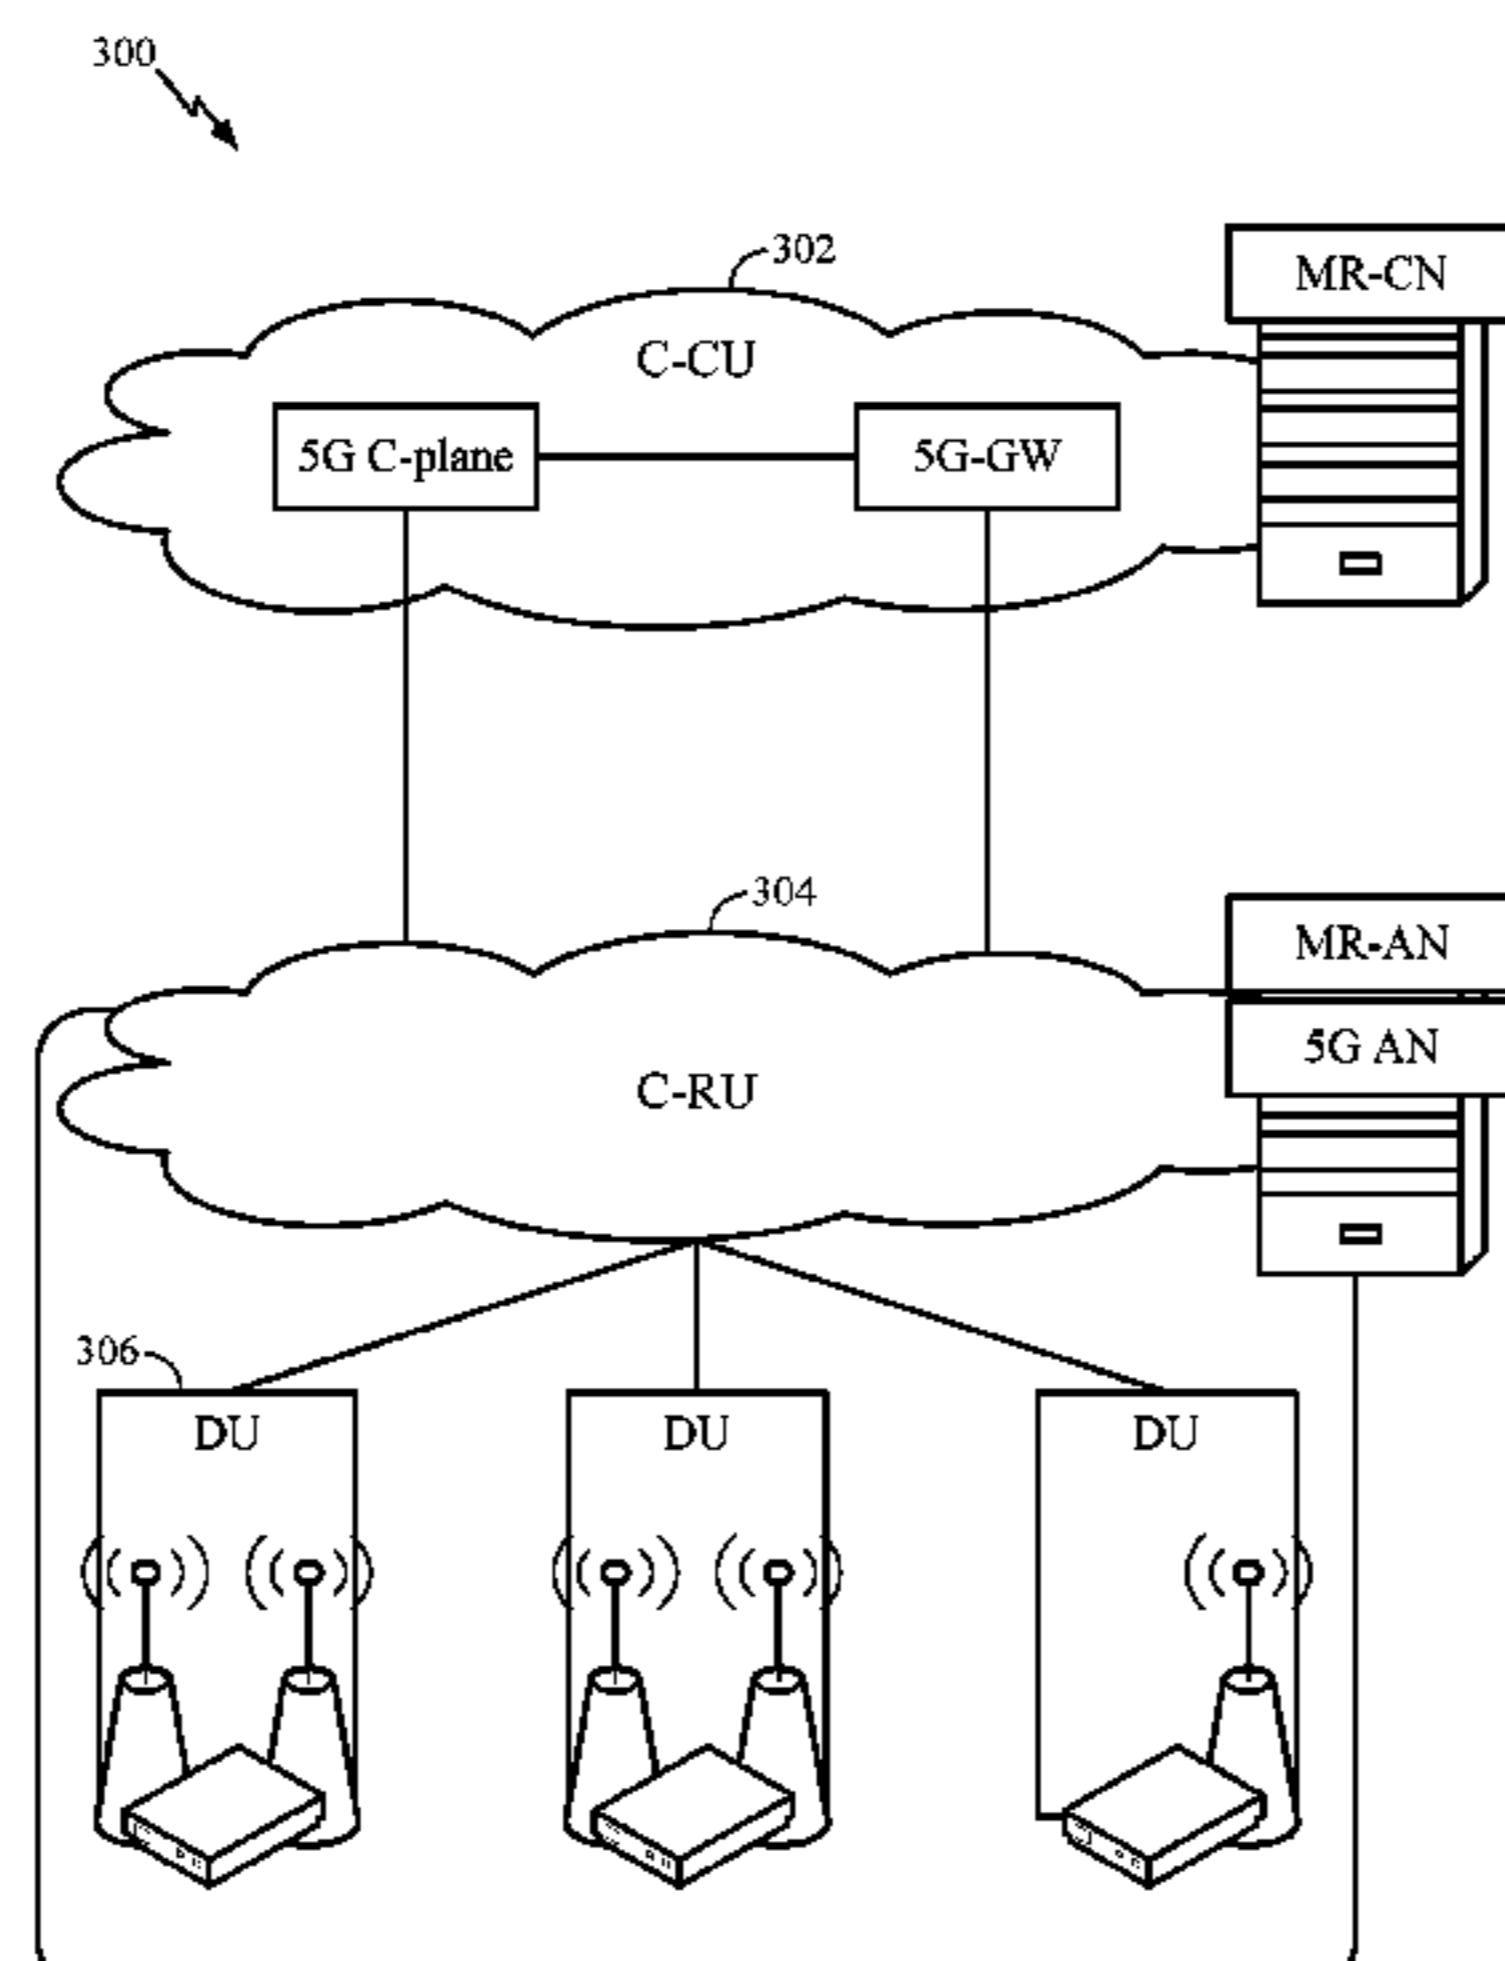 300
302
MR-CN
C-CU
5G C-plane
5G-GW
304
MR-AN
5G AN
C-RU
306
DU
DU
DU